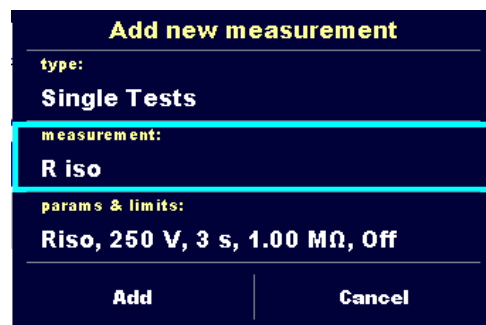 Add new measurement
type:
Single Tests
measurement:
R iso
params & limits:
Riso, 250 V, 3 s, 1.00 MΩ, Off
Add
Cancel